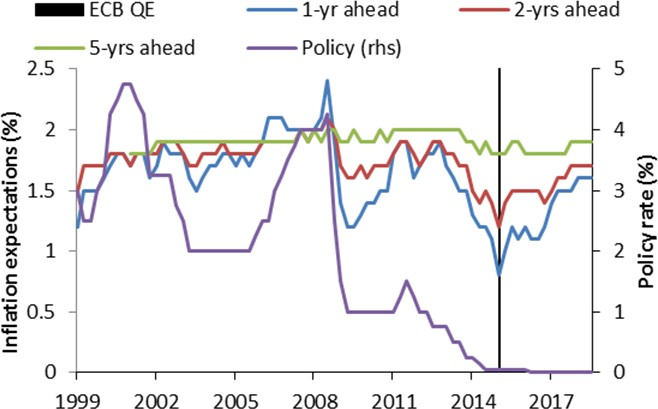 ECB QE 1-yr ahead 2-yrs ahead
5-yrs ahead Policy (rhs)
Inflation expectations (%)
2.5
2
1.5
1
0.5
0
5
4
3
2
1
0
Policy rate (%)
1999 2002 2005 2008 2011 2014 2017